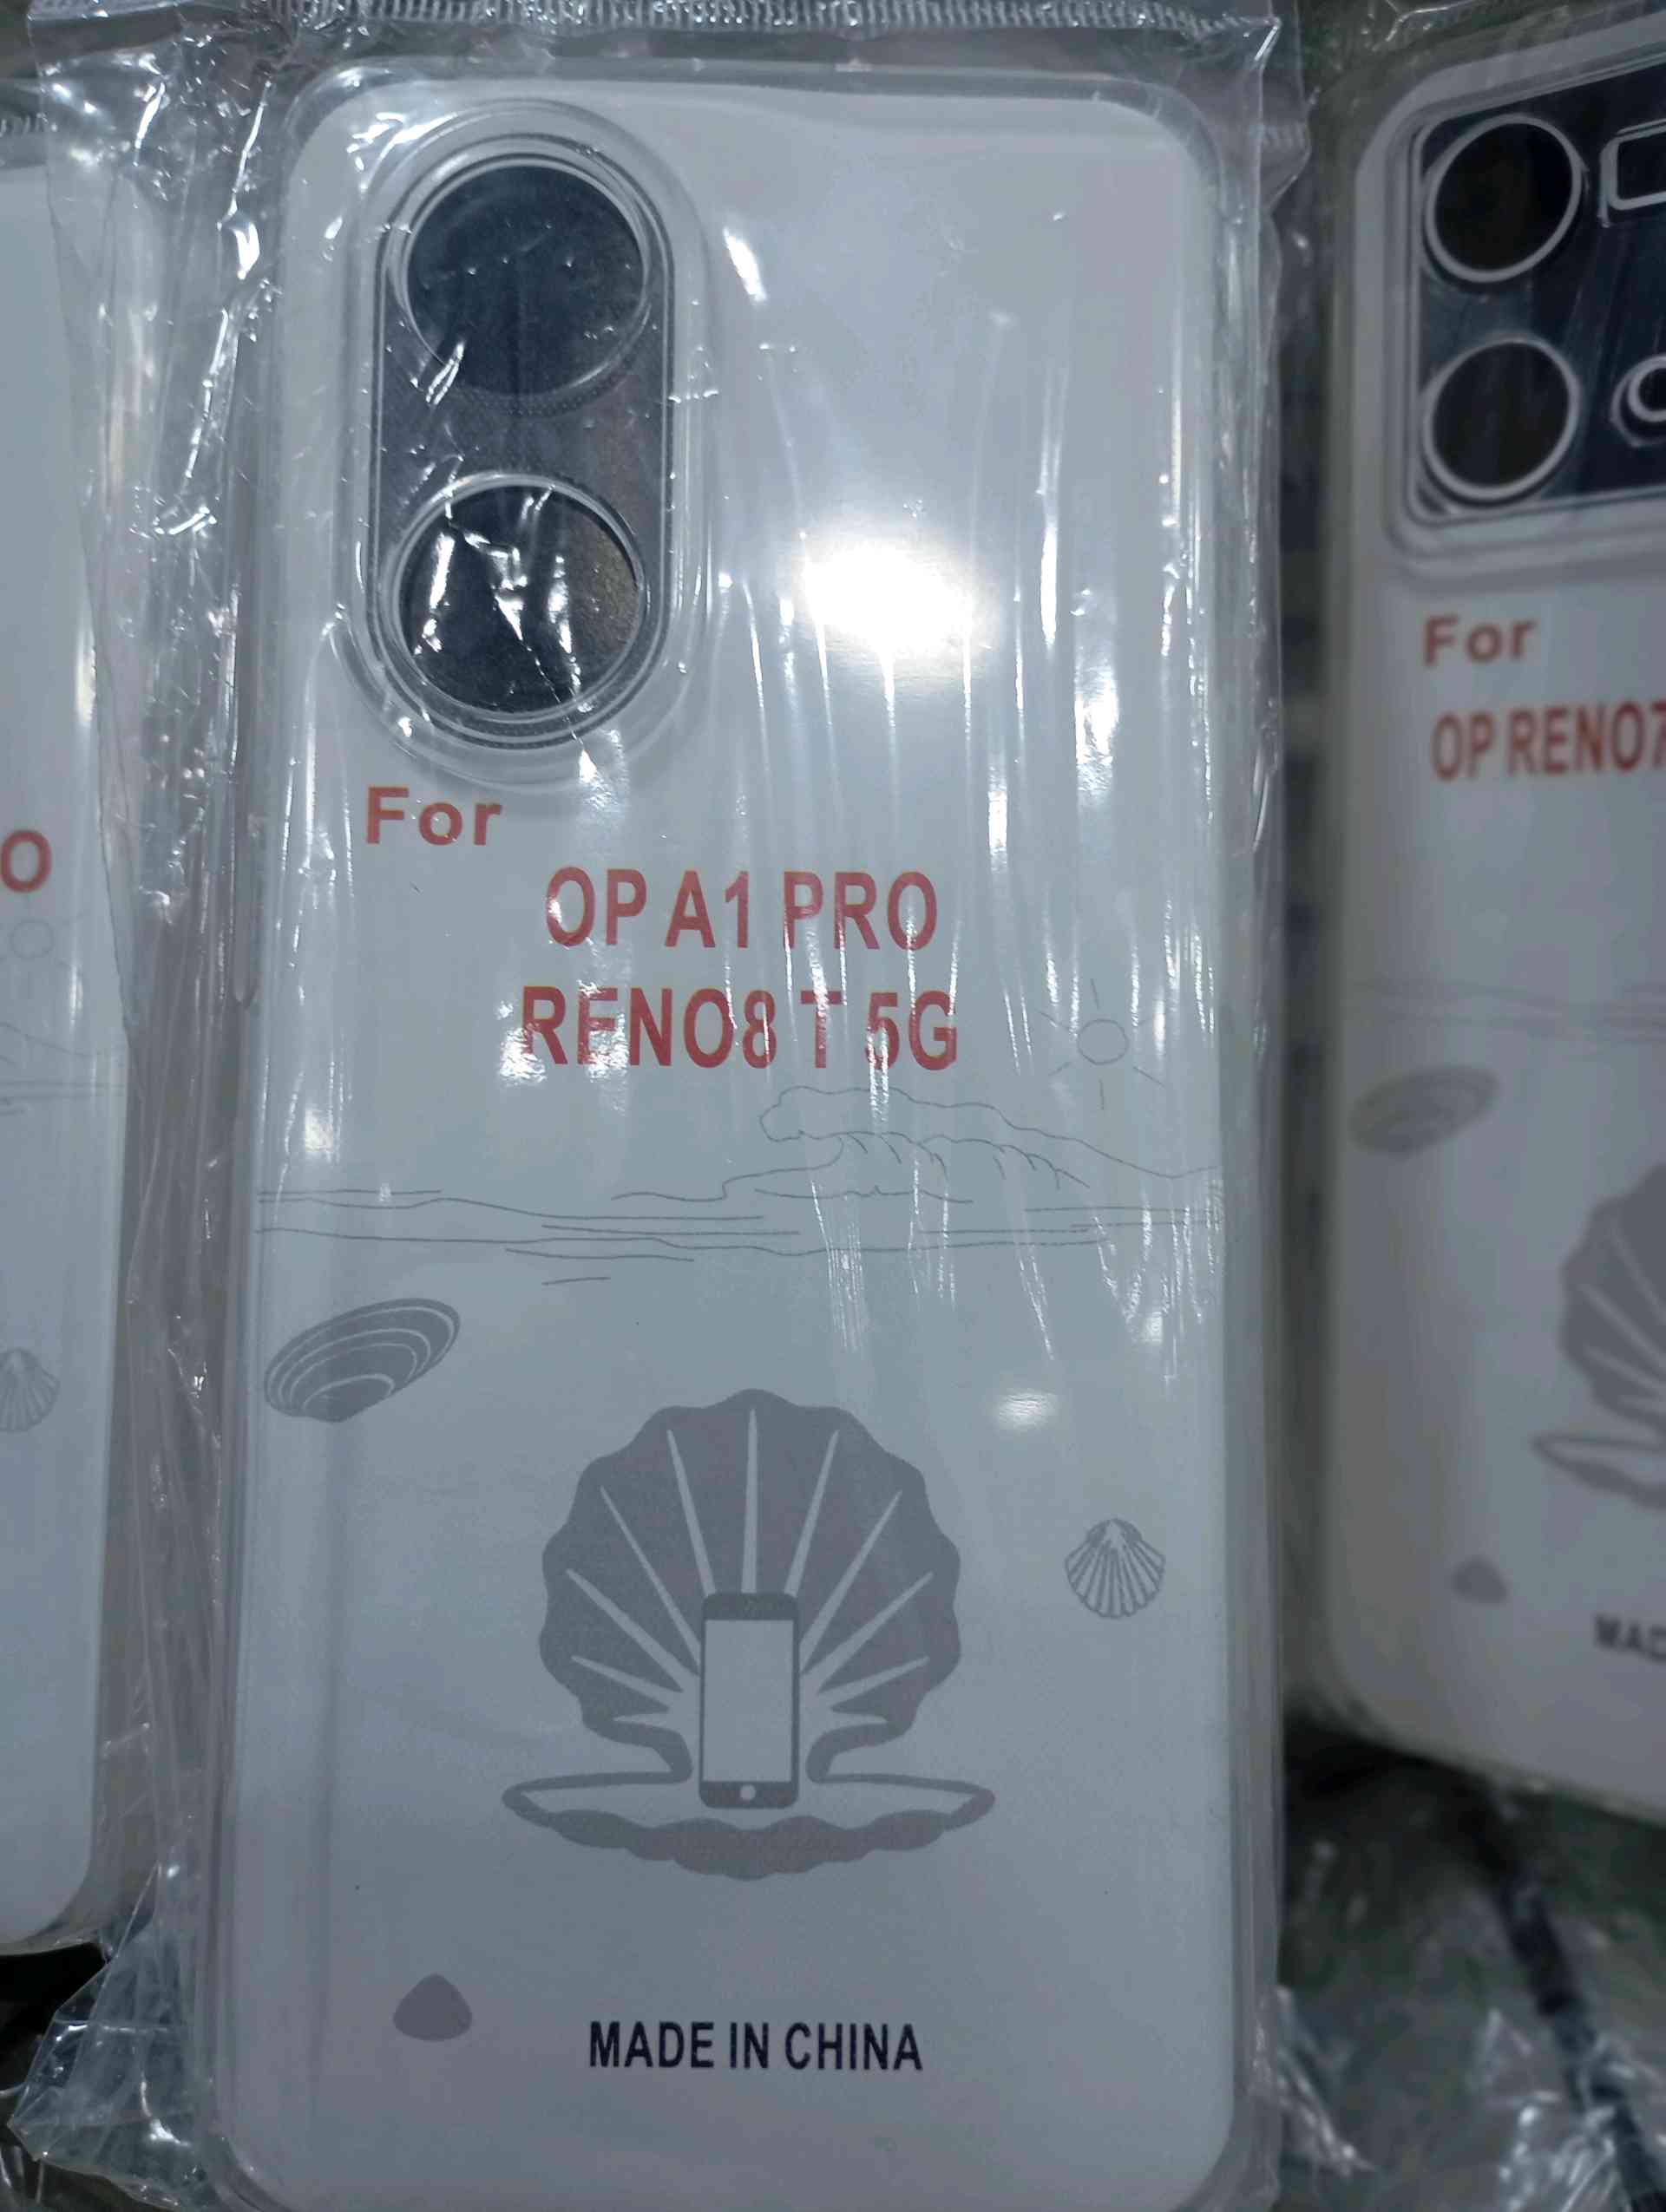 For
OP A1 PRO
RENO8 T 5G
MADE IN CHINA
For
OP RENO7